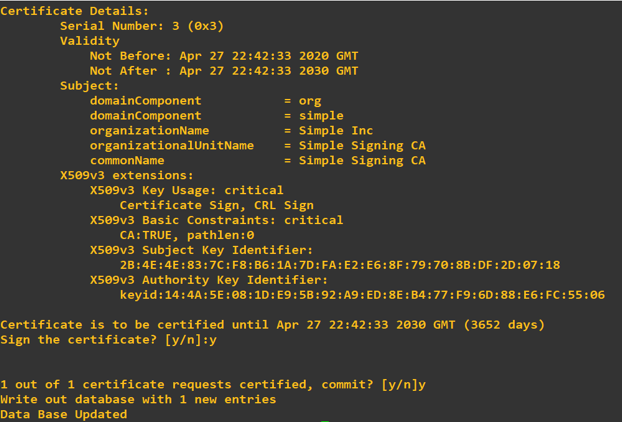 Certificate Details:
Serial Number: 3 (0x3)
Validity
Not Before: Apr 27 22:42:33 2020 GMT
Not After : Apr 27 22:42:33 2030 GMT
Subject:
domainComponent = org
domainComponent = simple
organizationName = Simple Inc
organizationalUnitName = Simple Signing CA
commonName = Simple Signing CA
X509v3 extensions:
X509v3 Key Usage: critical
Certificate Sign, CRL Sign
X509v3 Basic Constraints: critical
CA:TRUE, pathlen:0
X509v3 Subject Key Identifier:
2B:4E:4E:83:7C:F8:B6:1A:7D:FA:E2:E6:8F:79:70:8B:DF:2D:07:18
X509v3 Authority Key Identifier:
keyid:14:4A:5E:08:1D:E9:5B:92:A9:ED:8E:B4:77:F9:6D:88:E6:FC:55:06
Certificate is to be certified until Apr 27 22:42:33 2030 GMT (3652 days)
Sign the certificate? [y/n]:y
1 out of 1 certificate requests certified, commit? [y/n]y
Write out database with 1 new entries
Data Base Updated